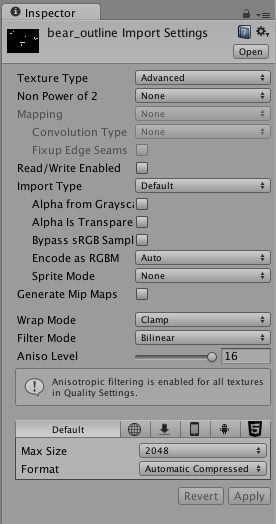 Inspector
bear_outline Import Settings
Open
Texture Type Advanced
Non Power of 2 None
Mapping None
Convolution Type None
Fixup Edge Seams
Read/Write Enabled
Import Type Default
Alpha from Graysca
Alpha Is Transpare
Bypass sRGB Sampl
Encode as RGBM Auto
Sprite Mode None
Generate Mip Maps
Wrap Mode Clamp
Filter Mode Bilinear
Aniso Level 16
Anisotropic filtering is enabled for all textures
in Quality Settings.
Default
Max Size 2048
Format Automatic Compressed
Revert Apply